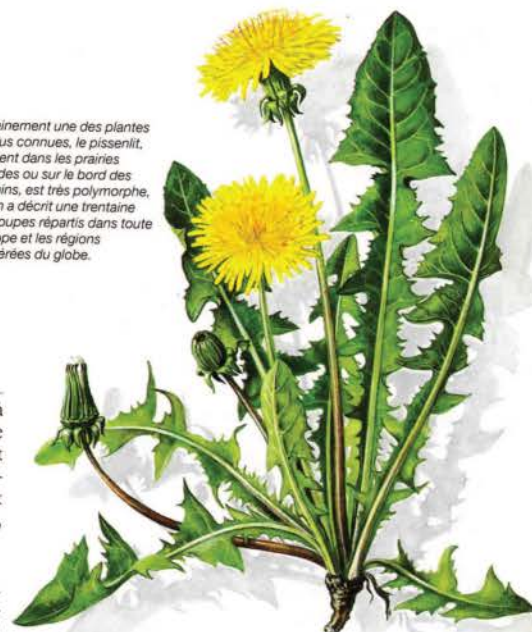 inement une des plantes
us connues, le pissenlit,
ent dans les prairies
des ou sur le bord des
ins, est très polymorphe,
n a décrit une trentaine
oupes répartis dans toute
ope et les régions
érées du globe.